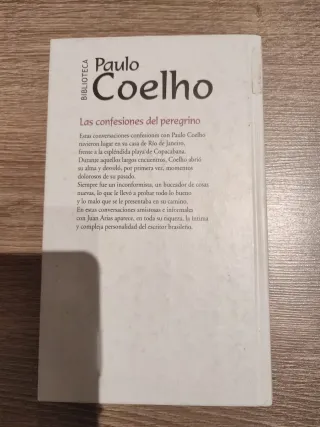 BIBLIOTECA
Paulo
Coelho
Las confesiones del peregrino
Estas conversaciones-confesiones con Paulo Coelho
tuvieron lugar en su casa de Río de Janeiro,
frente a la espléndida playa de Copacabana.
Durante aquellos largos encuentros, Coelho abrió
su alma y desveló, por primera vez, momentos
dolorosos de su pasado.
Siempre fue un inconformista, un buscador de cosas
nuevas, lo que le llevó a probar todo lo bueno
y lo malo que se le presentaba en su camino.
En estas conversaciones amistosas e informales
con Juan Arias aparece, en toda su riqueza, la íntima
y compleja personalidad del escritor brasileño.